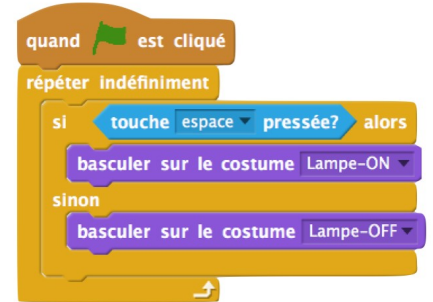 quand est cliqué
répéter indéfiniment
si touche espace pressée? alors
basculer sur le costume Lampe-ON
sinon
basculer sur le costume Lampe-OFF